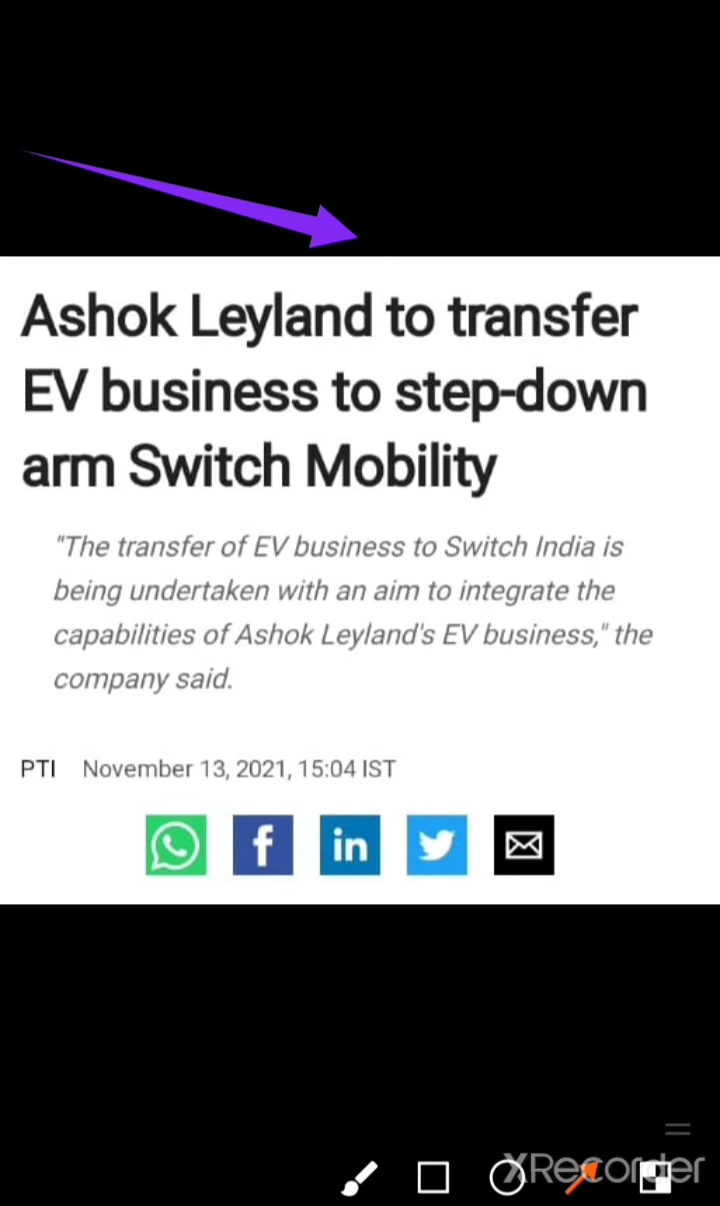 Ashok Leyland to transfer
EV business to step-down
arm Switch Mobility
"The transfer of EV business to Switch India is
being undertaken with an aim to integrate the
capabilities of Ashok Leyland's EV business," the
company said.
PTI November 13, 2021, 15:04 IST
f
in
XRecorder